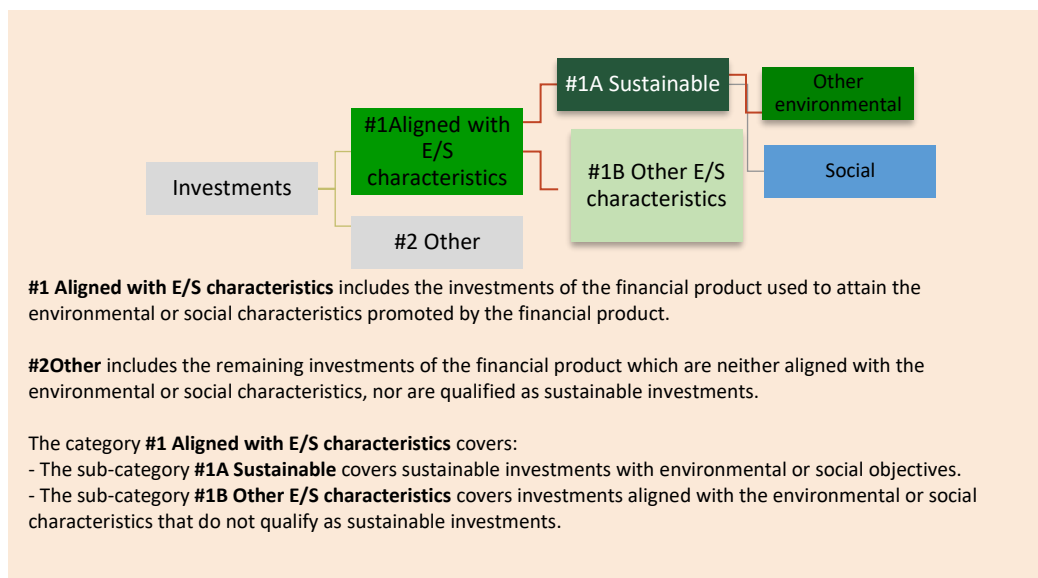 #1A Sustainable
Other
environmental
#1Aligned with
E/S
characteristics
#1B Other E/S
characteristics
Social
Investments
#2 Other
#1 Aligned with E/S characteristics includes the investments of the financial product used to attain the
environmental or social characteristics promoted by the financial product.
#2Other includes the remaining investments of the financial product which are neither aligned with the
environmental or social characteristics, nor are qualified as sustainable investments.
The category #1 Aligned with E/S characteristics covers:
- The sub-category #1A Sustainable covers sustainable investments with environmental or social objectives.
- The sub-category #1B Other E/S characteristics covers investments aligned with the environmental or social
characteristics that do not qualify as sustainable investments.